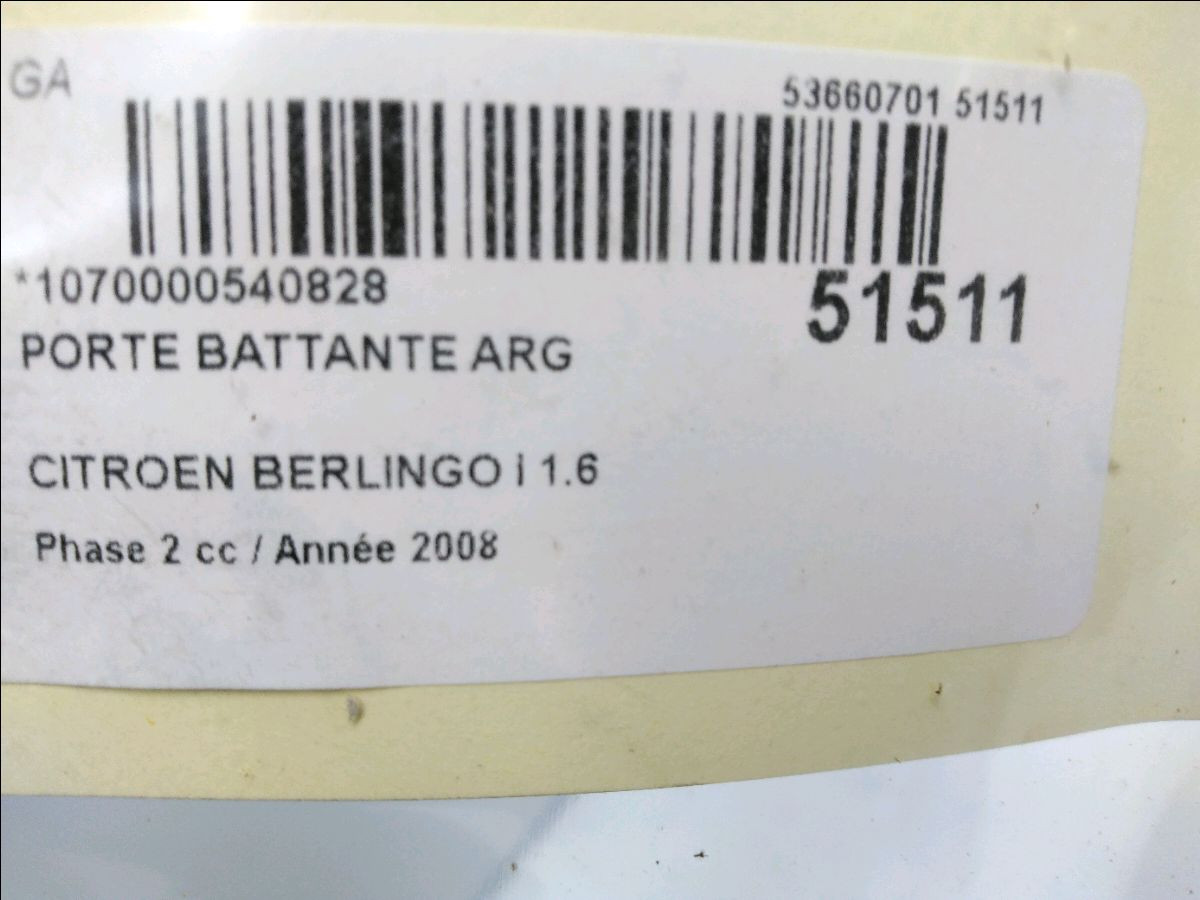 GA
53660701 51511
*1070000540828
51511
PORTE BATTANTE ARG
CITROEN BERLINGO i 1.6
Phase 2 cc / Année 2008